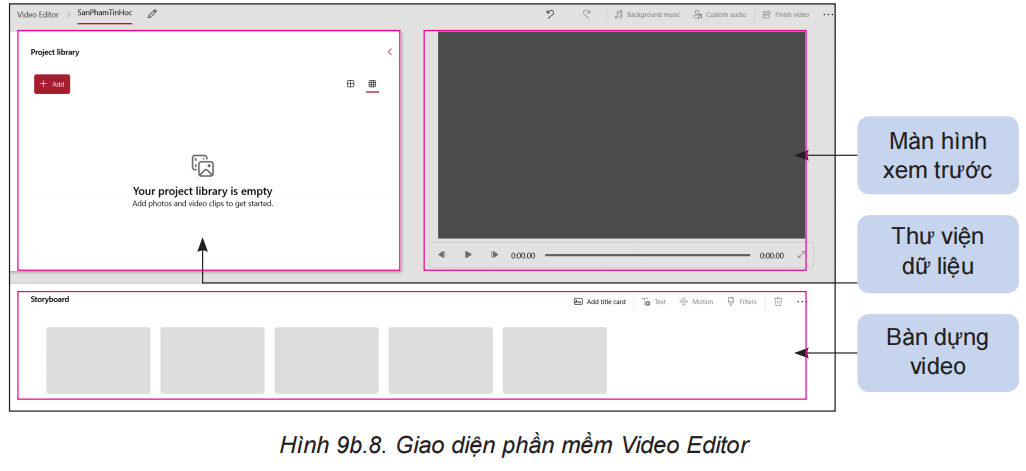 Video Editor > SanPhamTinHoc
Background music Custom audio Finish video ...
Project library
+ Add
Your project library is empty
Add photos and video clips to get started.
0:00.00 0:00.00
Màn hình
xem trước
Thư viện
dữ liệu
Storyboard
Add title card Text Motion Filters ...
Bàn dựng
video
Hình 9b.8. Giao diện phần mềm Video Editor